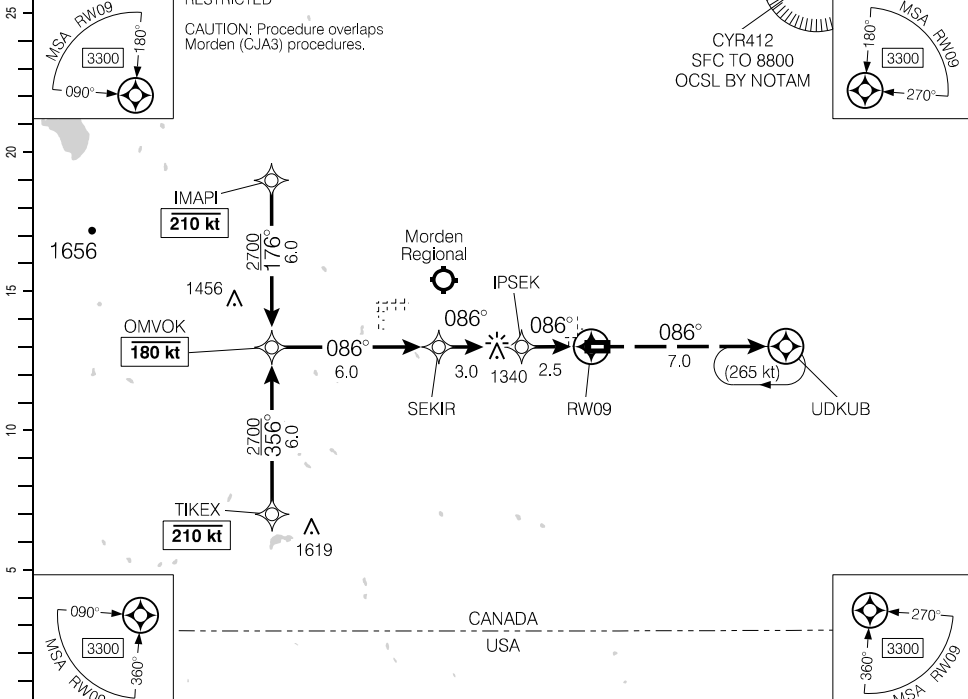 25
MSA RW09
3300
180°
090°
RESTRICTED
CAUTION: Procedure overlaps
Morden (CJA3) procedures.
CYR412
SFC TO 8800
OCSL BY NOTAM
MSA RW09
180°
3300
270°
20
IMAPI
210 kt
1656
2700
176°
6.0
Morden
Regional
15
1456
IPSEK
OMVOK
180 kt
086°
6.0
086°
3.0
1340
086°
2.5
086°
7.0
(265 kt)
SEKIR
RW09
UDKUB
10
2700
356°
6.0
TIKEX
210 kt
1619
5
090°
3300
360°
MSA RW09
CANADA
USA
270°
3300
360°
MSA RW09